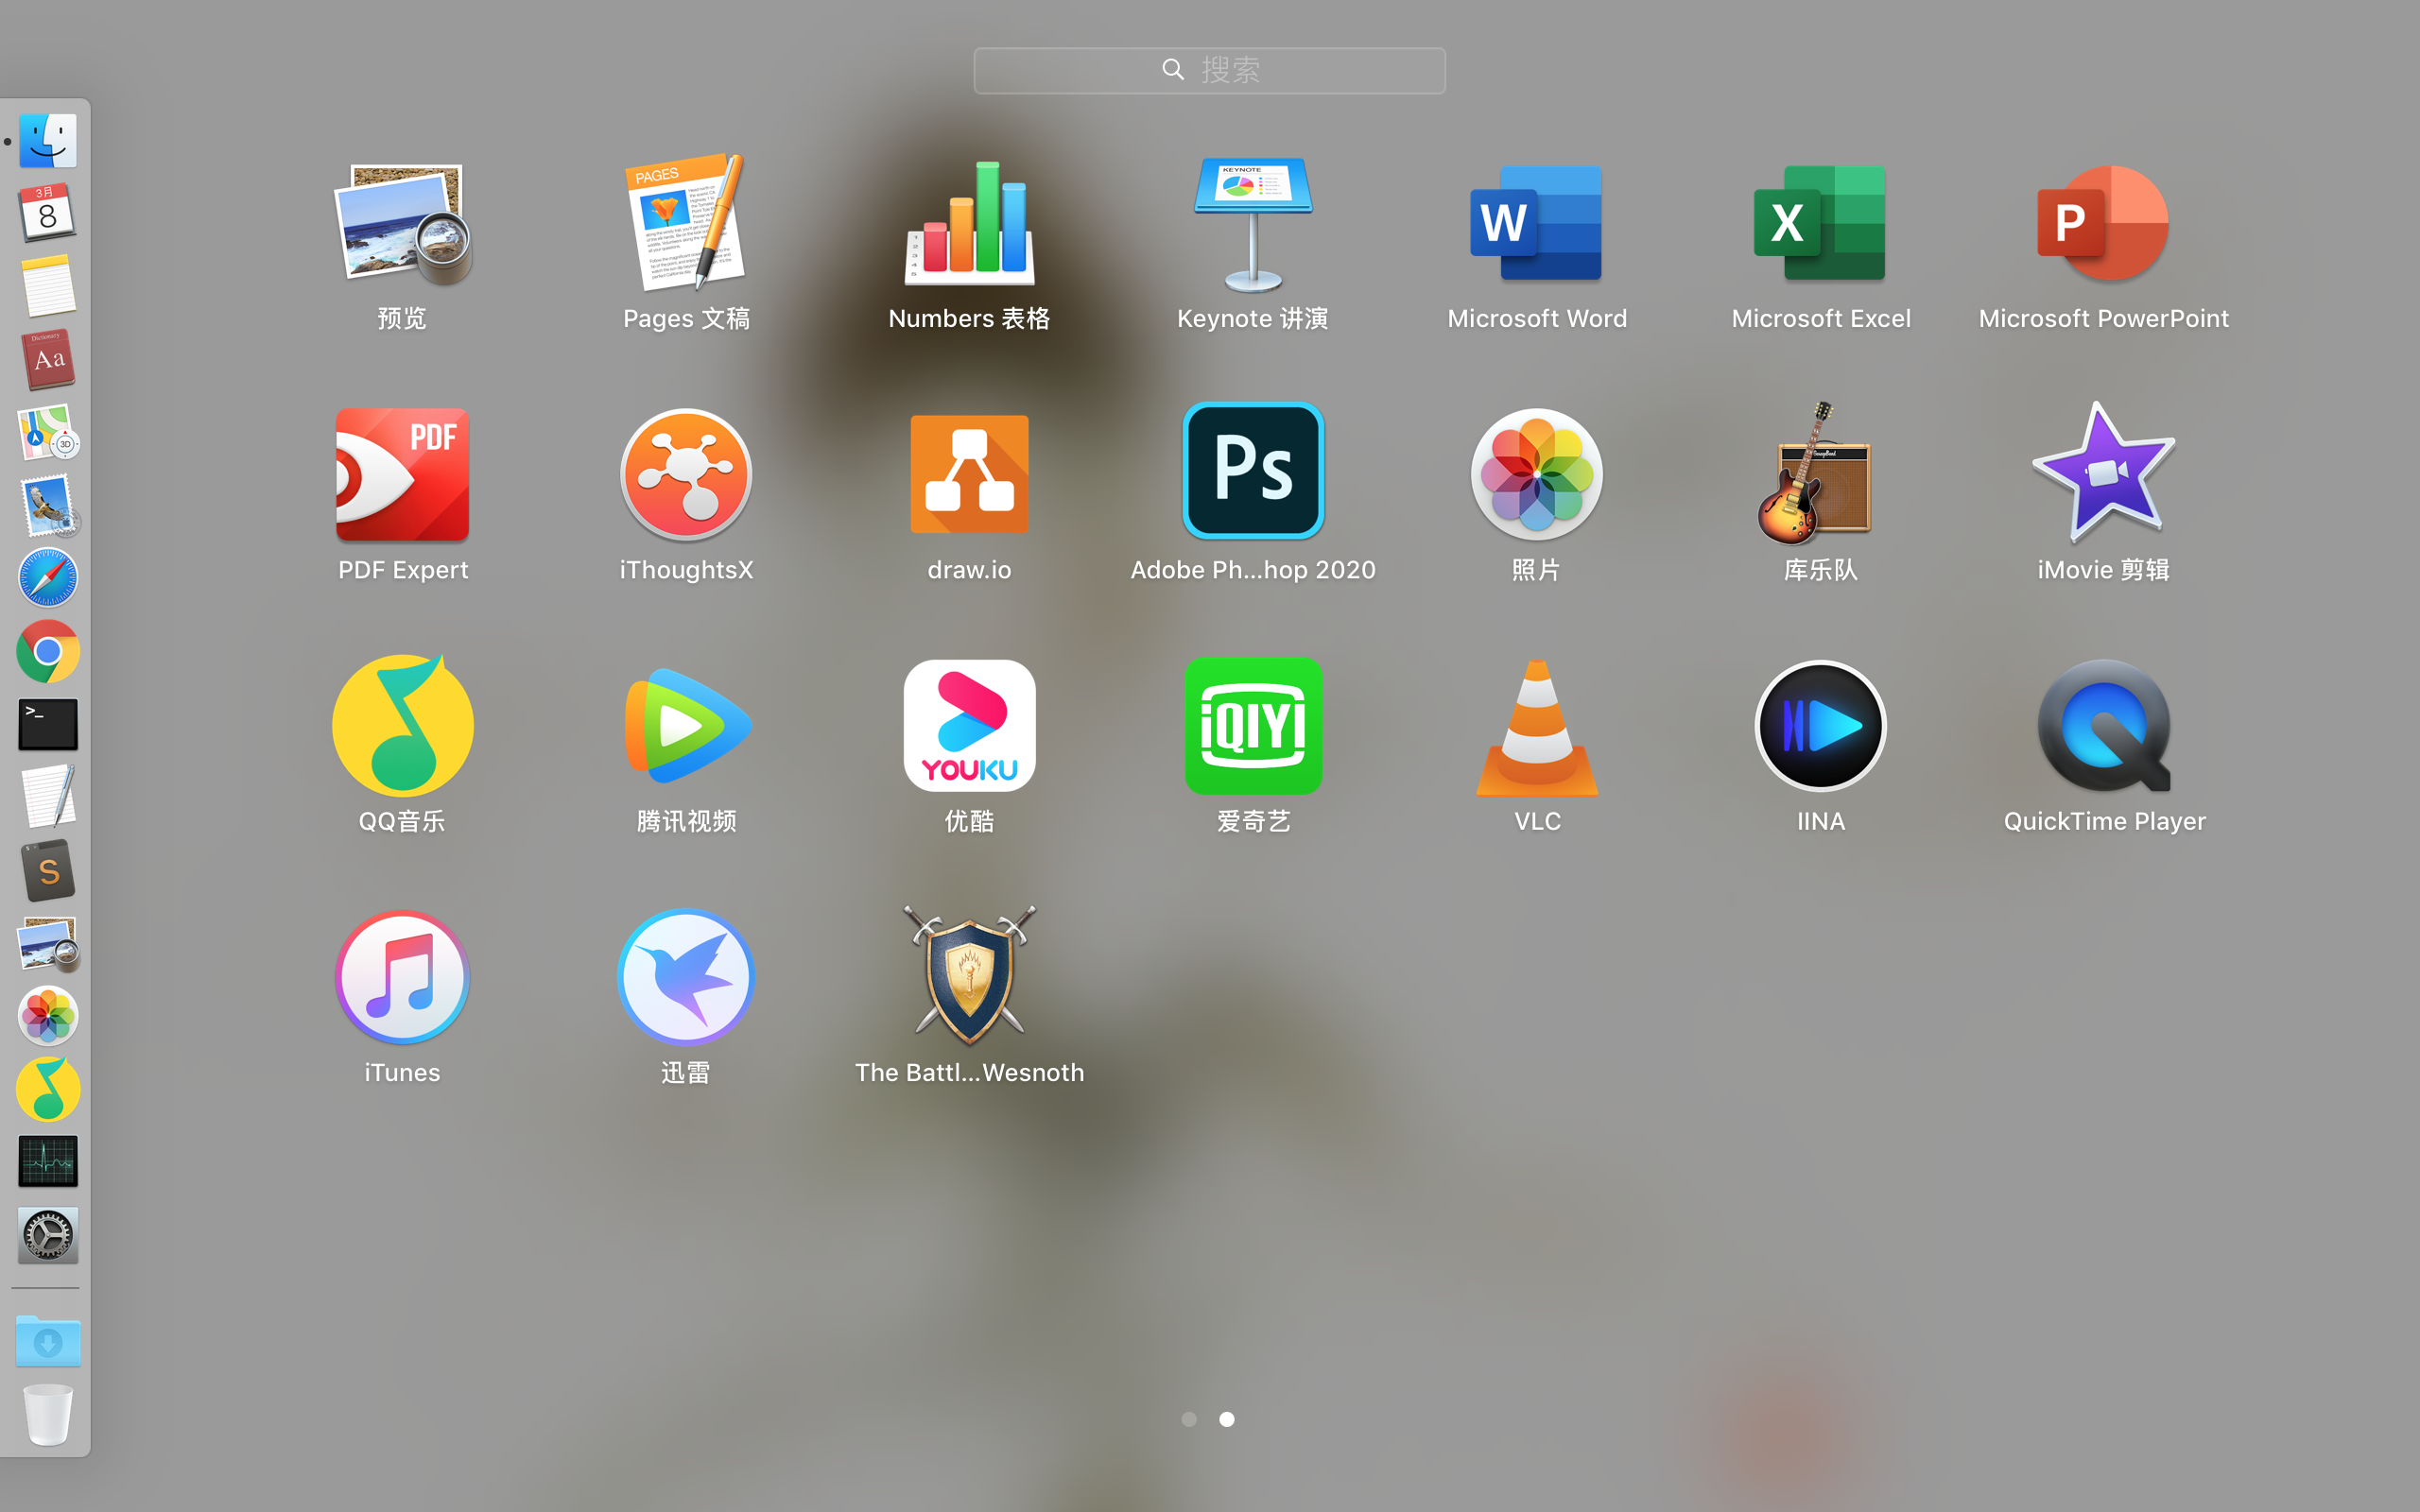 搜索
3月
8
Dictionary
Aa
3D
>_
S
PAGES
KEYNOTE
W
X
P
预览
Pages 文稿
Numbers 表格
Keynote 讲演
Microsoft Word
Microsoft Excel
Microsoft PowerPoint
PDF
Ps
PDF Expert
iThoughtsX
draw.io
Adobe Ph...hop 2020
照片
库乐队
iMovie 剪辑
YOUKU
iQIYI
QQ音乐
腾讯视频
优酷
爱奇艺
VLC
IINA
QuickTime Player
iTunes
迅雷
The Battl...Wesnoth